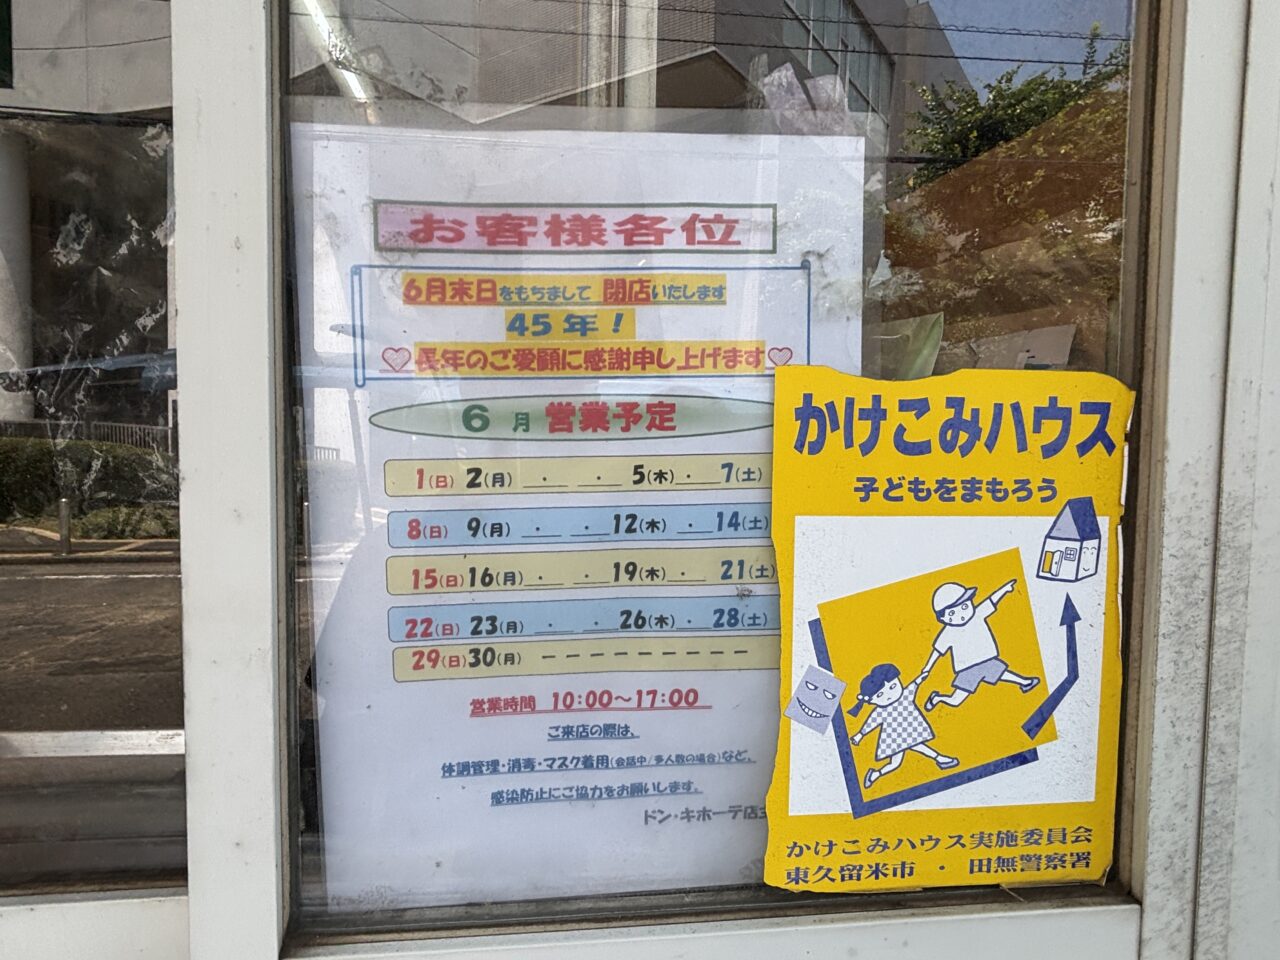 お客様各位
6月末日をもちまして 閉店いたします
45年！
♡長年のご愛顧に感謝申し上げます♡
6月 営業予定
1(日) 2(月) ・ ・ 5(木) ・ 7(土)
8(日) 9(月) ・ ・ 12(木) ・ 14(土)
15(日) 16(月) ・ ・ 19(木) ・ 21(土)
22(日) 23(月) ・ ・ 26(木) ・ 28(土)
29(日) 30(月) － － － － － － － － －
営業時間 10:00～17:00
ご来店の際は、
体調管理・消毒・マスク着用(会話中/多人数の場合)など、
感染防止にご協力をお願いします。
ドン・キホーテ店
かけこみハウス
子どもをまもろう
かけこみハウス実施委員会
東久留米市 ・ 田無警察署